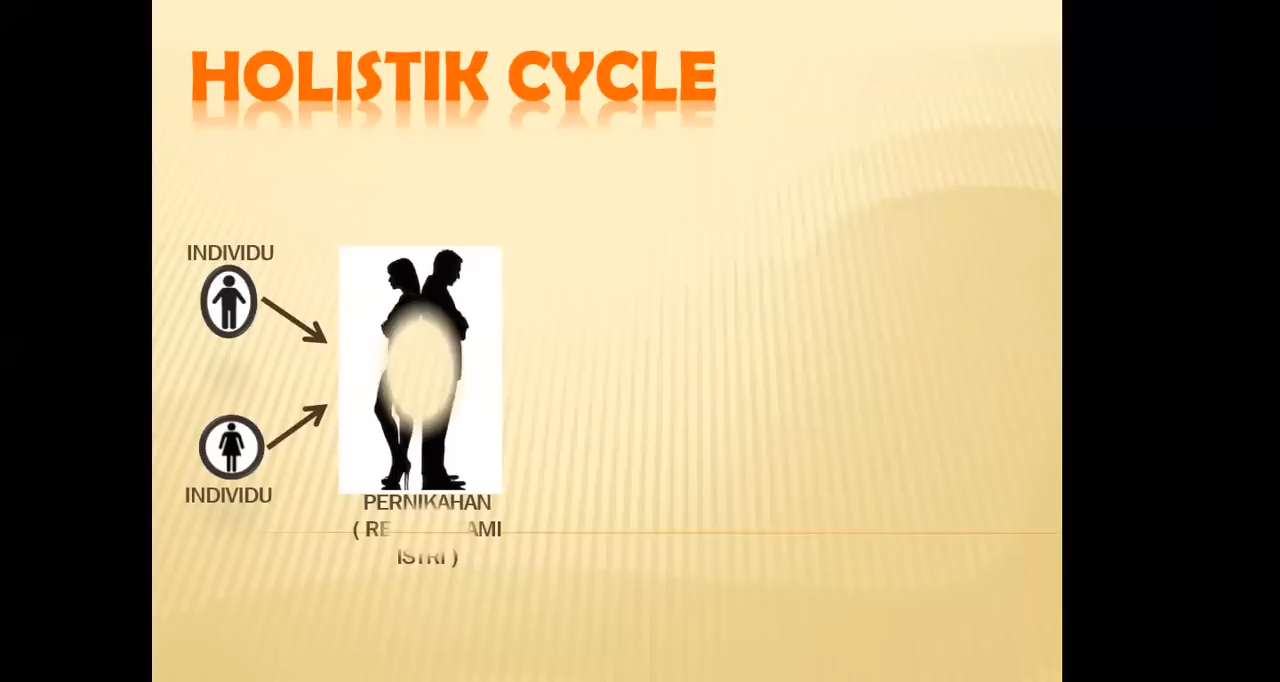 HOLISTIK CYCLE
INDIVIDU
INDIVIDU
PERNIKAHAN
( RE AMI
ISTRI )